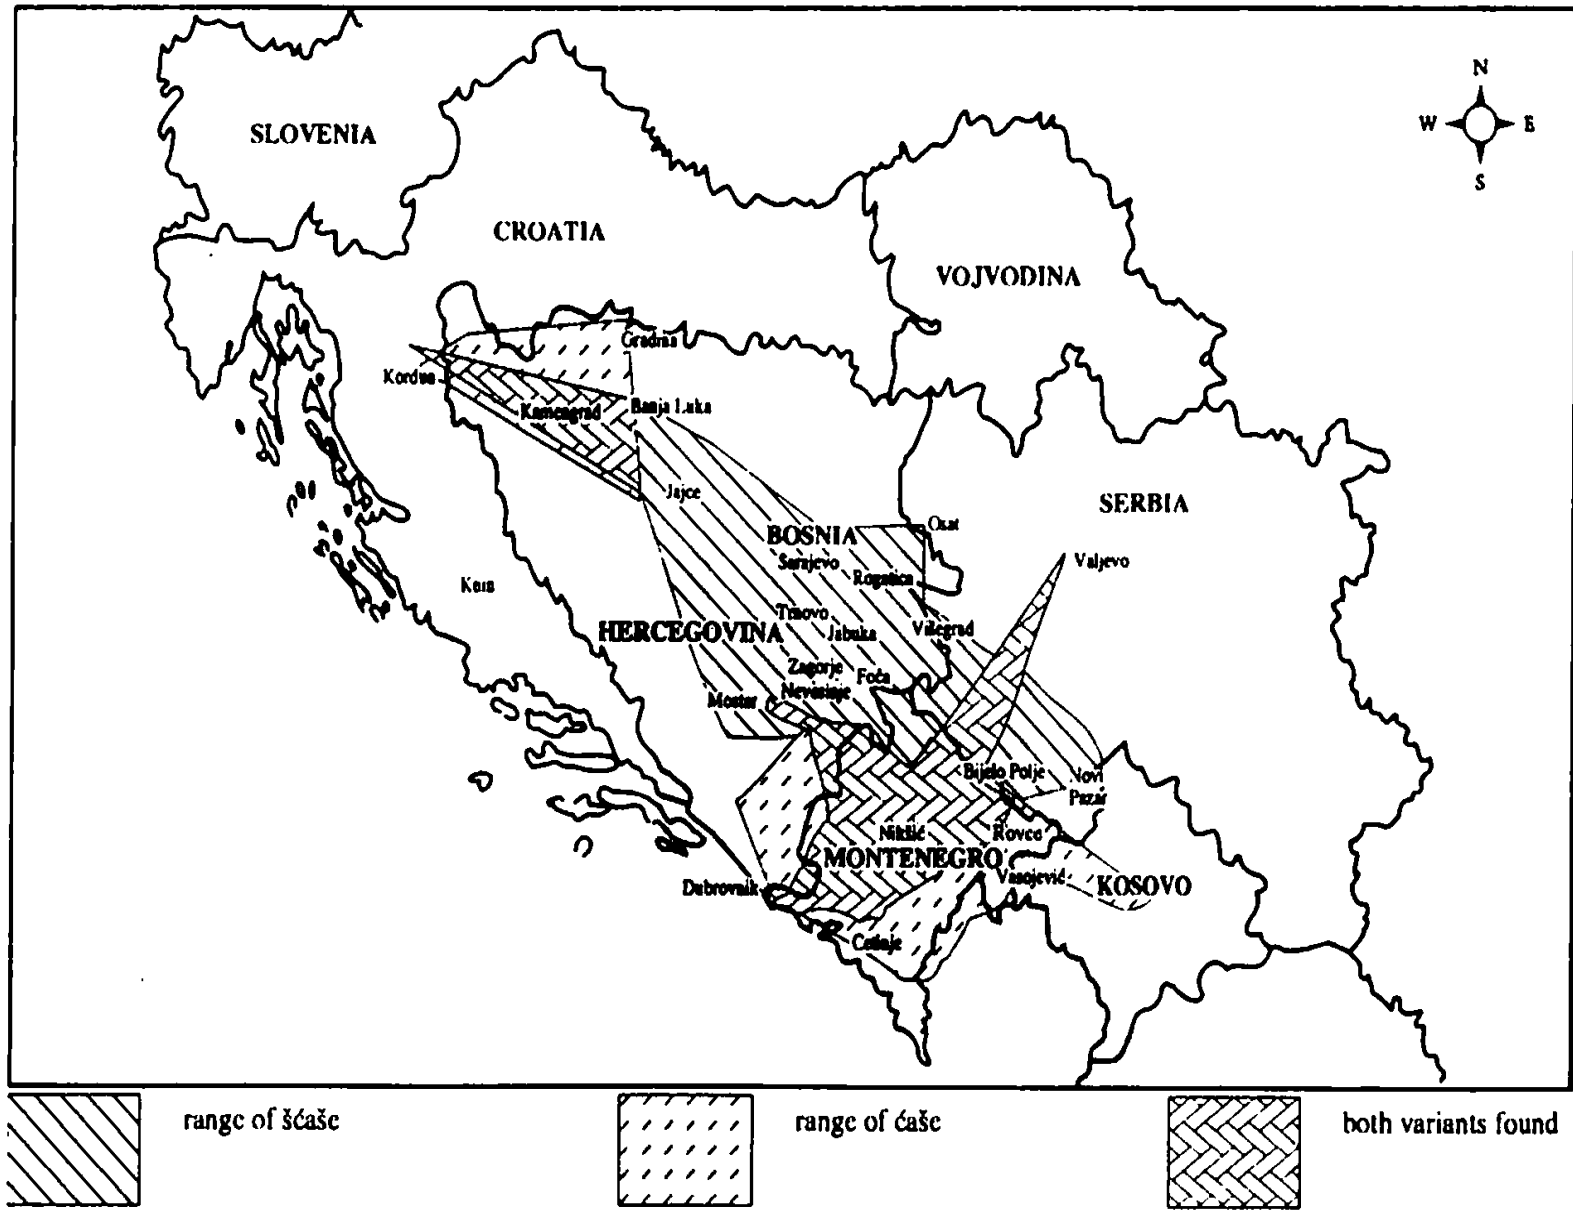 N
W E
S
SLOVENIA
CROATIA
VOJVODINA
Gradina
Kordun
Kamengrad
Banja Luka
Jajce
SERBIA
BOSNIA
Osat
Sarajevo
Valjevo
Rogatica
Trnovo
HERCEGOVINA
Jabuka
Višegrad
Zagorje
Foča
Mostar
Nevesinje
Bijelo Polje
Novi
Pazar
Nikšić
Rovca
MONTENEGRO
Vasojević
KOSOVO
Dubrovnik
Cetinje
range of šćaše
range of ćaše
both variants found